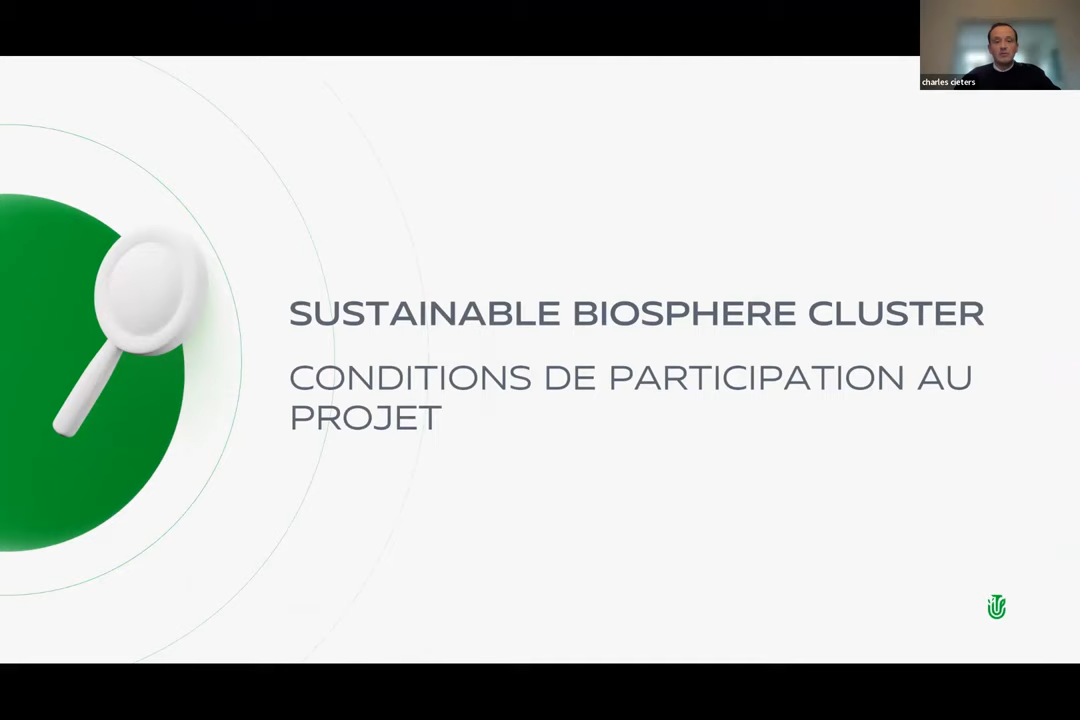 charles cieters
SUSTAINABLE BIOSPHERE CLUSTER
CONDITIONS DE PARTICIPATION AU
PROJET